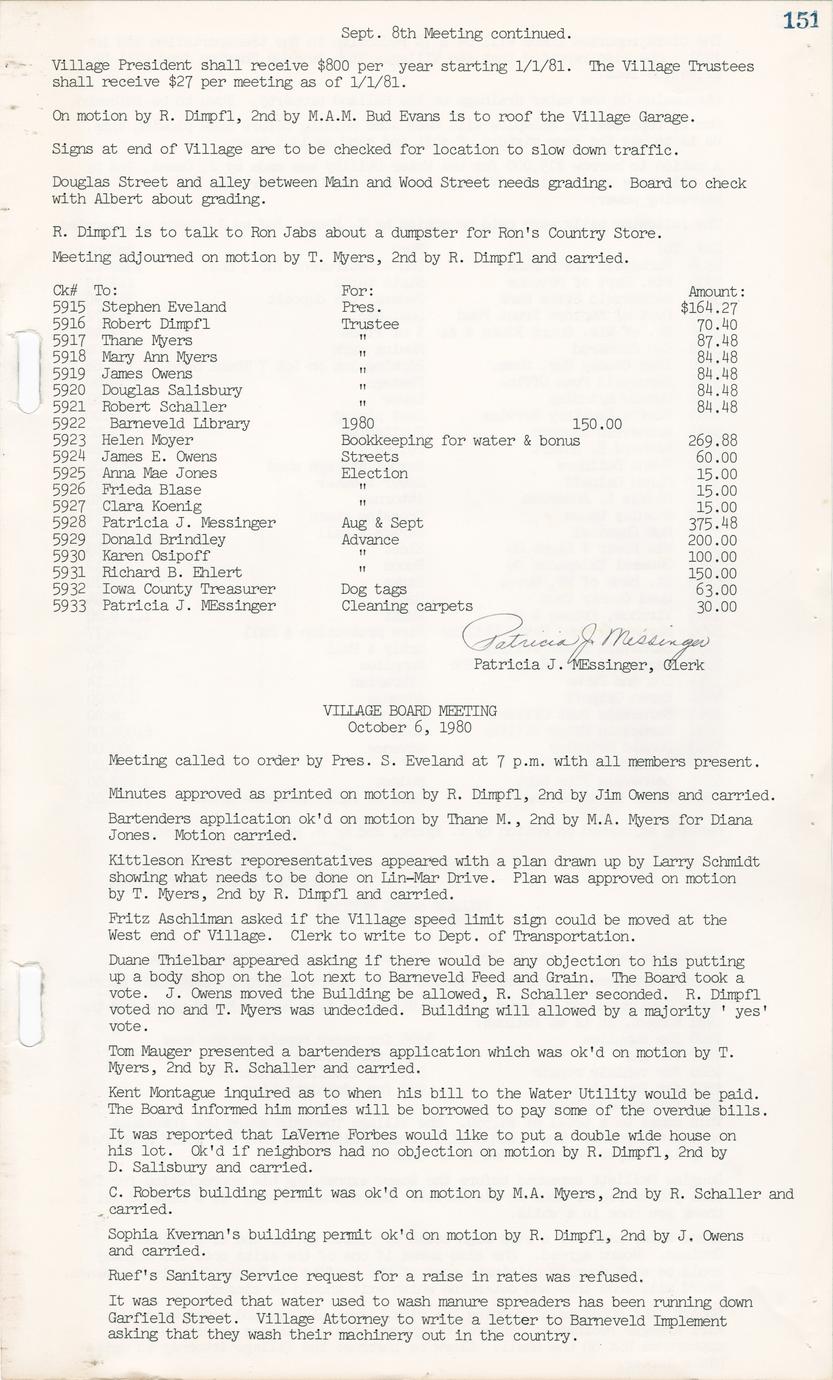 151
Sept. 8th Meeting continued.
Village President shall receive $800 per  year starting 1/1/81.  The Village Trustees
shall receive $27 per meeting as of 1/1/81.
On motion by R. Dimpfl, 2nd by M.A.M. Bud Evans is to roof the Village Garage.
Signs at end of Village are to be checked for location to slow down traffic.
Douglas Street and alley between Main and Wood Street needs grading.  Board to check
with Albert about grading.
R. Dimpfl is to talk to Ron Jabs about a dumpster for Ron's Country Store.
Meeting adjourned on motion by T. Myers, 2nd by R. Dimpfl and carried.
Ck#  To:  For:  Amount:
5915  Stephen Eveland  Pres.  $164.27
5916  Robert Dimpfl  Trustee  70.40
5917  Thane Myers  "  87.48
5918  Mary Ann Myers  "  84.48
5919  James Owens  "  84.48
5920  Douglas Salisbury  "  84.48
5921  Robert Schaller  "  84.48
5922  Barneveld Library  1980  150.00
5923  Helen Moyer  Bookkeeping for water & bonus  269.88
5924  James E. Owens  Streets  60.00
5925  Anna Mae Jones  Election  15.00
5926  Frieda Blase  "  15.00
5927  Clara Koenig  "  15.00
5928  Patricia J. Messinger  Aug & Sept  375.48
5929  Donald Brindley  Advance  200.00
5930  Karen Osipoff  "  100.00
5931  Richard B. Ehlert  "  150.00
5932  Iowa County Treasurer  Dog tags  63.00
5933  Patricia J. MEssinger  Cleaning carpets  30.00
Patricia J. Messinger
Patricia J. MEssinger, Clerk
VILLAGE BOARD MEETING
October 6, 1980
Meeting called to order by Pres. S. Eveland at 7 p.m. with all members present.
Minutes approved as printed on motion by R. Dimpfl, 2nd by Jim Owens and carried.
Bartenders application ok'd on motion by Thane M., 2nd by M.A. Myers for Diana
Jones.  Motion carried.
Kittleson Krest reporesentatives appeared with a plan drawn up by Larry Schmidt
showing what needs to be done on Lin-Mar Drive.  Plan was approved on motion
by T. Myers, 2nd by R. Dimpfl and carried.
Fritz Aschliman asked if the Village speed limit sign could be moved at the
West end of Village.  Clerk to write to Dept. of Transportation.
Duane Thielbar appeared asking if there would be any objection to his putting
up a body shop on the lot next to Barneveld Feed and Grain.  The Board took a
vote.  J. Owens moved the Building be allowed, R. Schaller seconded.  R. Dimpfl
voted no and T. Myers was undecided.  Building will allowed by a majority ' yes'
vote.
Tom Mauger presented a bartenders application which was ok'd on motion by T.
Myers, 2nd by R. Schaller and carried.
Kent Montague inquired as to when  his bill to the Water Utility would be paid.
The Board informed him monies will be borrowed to pay some of the overdue bills.
It was reported that LaVerne Forbes would like to put a double wide house on
his lot.  Ok'd if neighbors had no objection on motion by R. Dimpfl, 2nd by
D. Salisbury and carried.
C. Roberts building permit was ok'd on motion by M.A. Myers, 2nd by R. Schaller and
carried.
Sophia Kvernan's building permit ok'd on motion by R. Dimpfl, 2nd by J. Owens
and carried.
Ruef's Sanitary Service request for a raise in rates was refused.
It was reported that water used to wash manure spreaders has been running down
Garfield Street.  Village Attorney to write a letter to Barneveld Implement
asking that they wash their machinery out in the country.